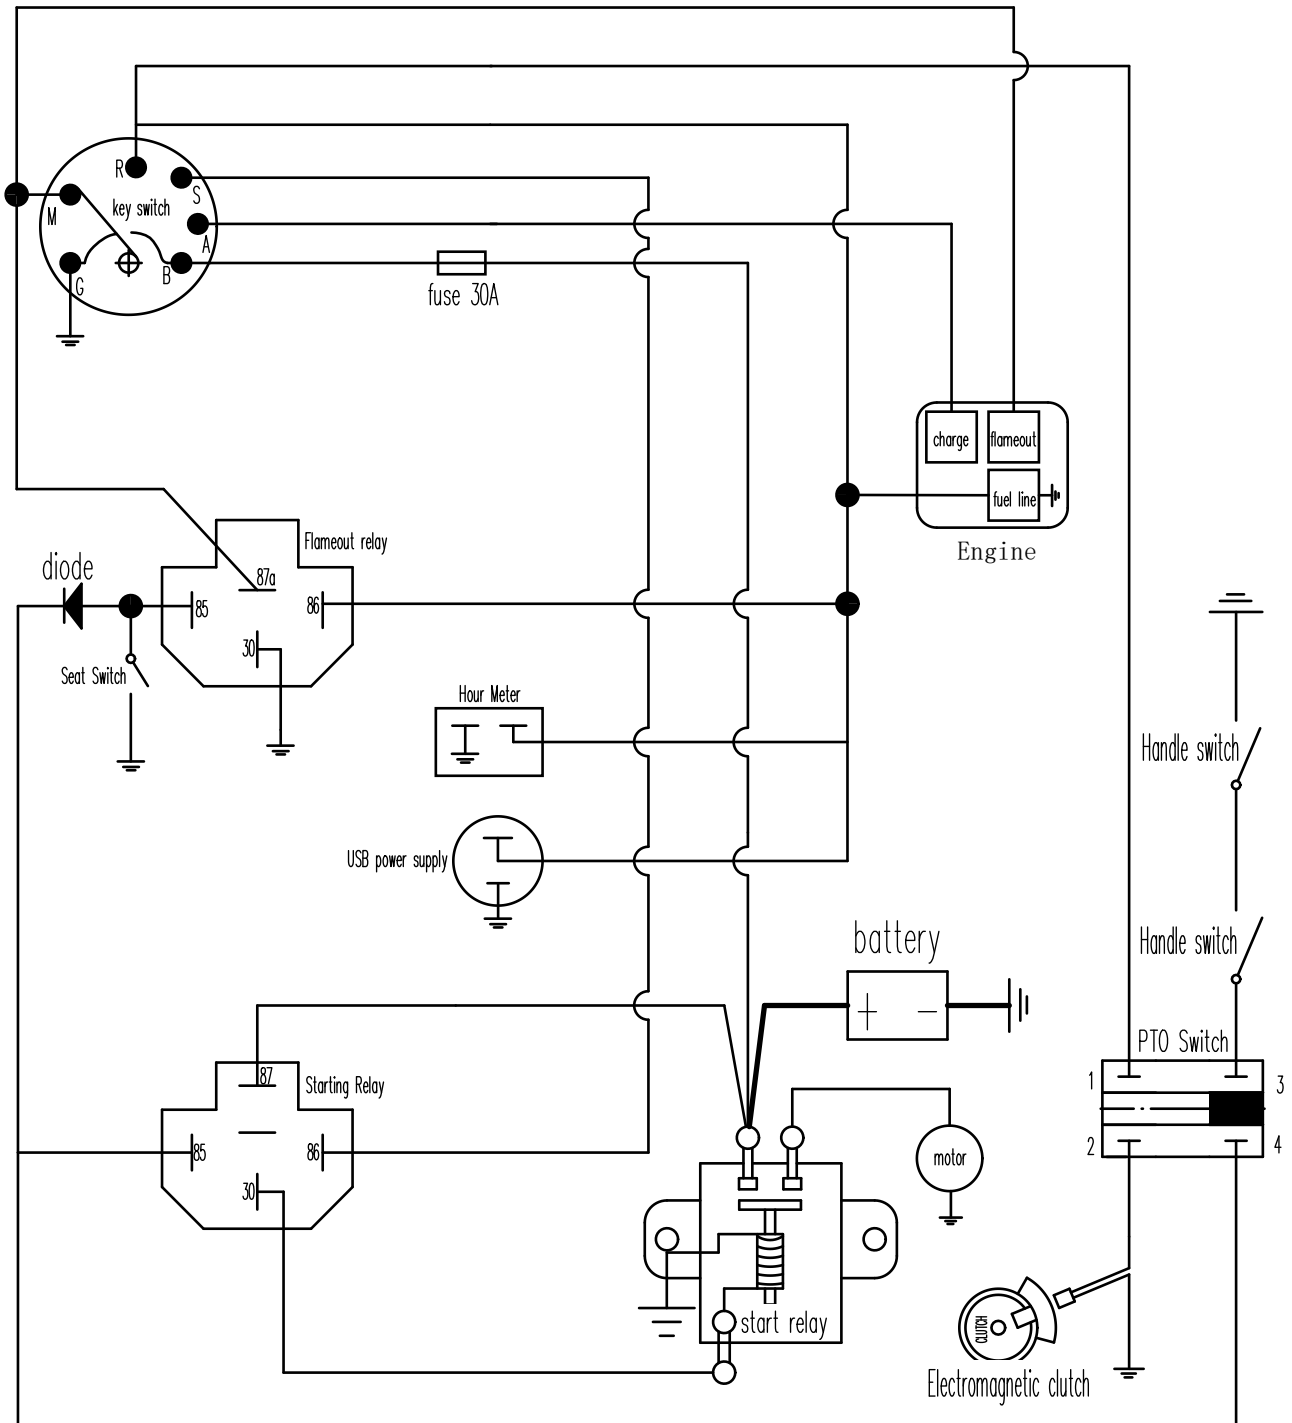 R
S
M
key switch
A
G
B
fuse 30A
charge
flameout
fuel line
Engine
Flameout relay
diode
87a
85
86
30
Seat Switch
Hour Meter
Handle switch
USB power supply
battery
+ -
Handle switch
PTO Switch
87
Starting Relay
1
3
85
86
2
4
30
motor
start relay
CLUTCH
Electromagnetic clutch